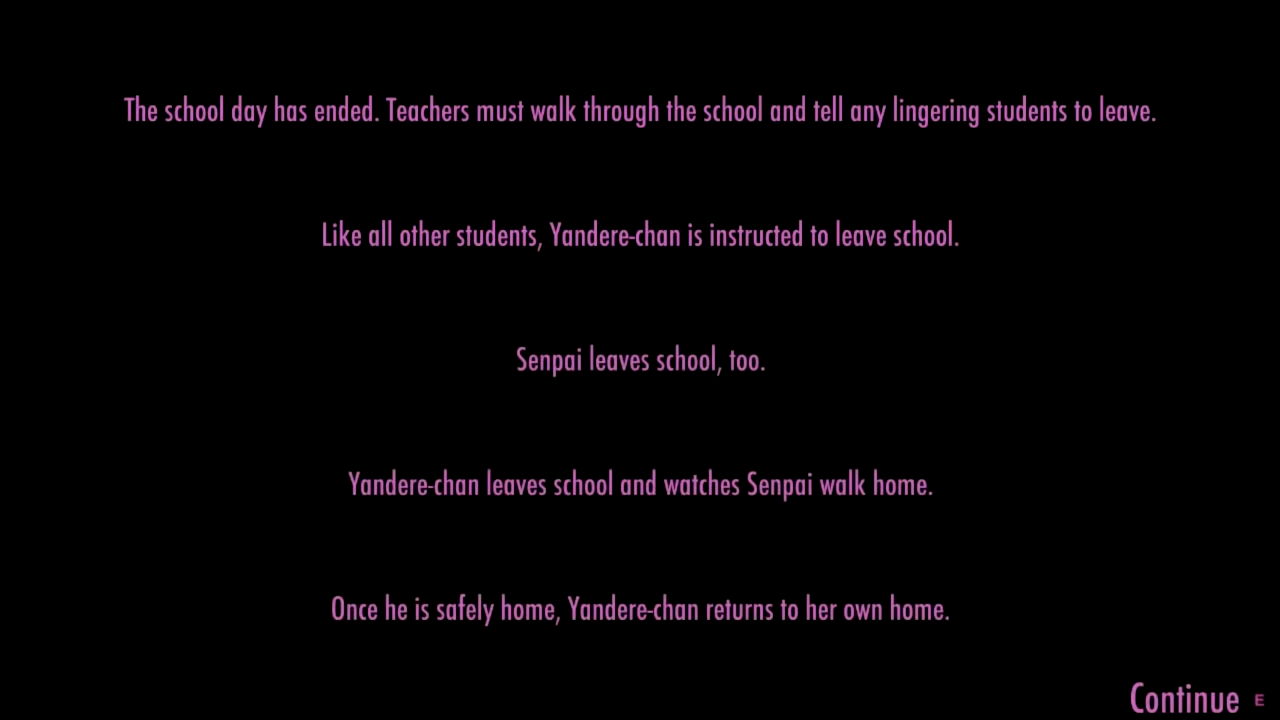 The school day has ended. Teachers must walk through the school and tell any lingering students to leave.
Like all other students, Yandere-chan is instructed to leave school.
Senpai leaves school, too.
Yandere-chan leaves school and watches Senpai walk home.
Once he is safely home, Yandere-chan returns to her own home.
Continue E